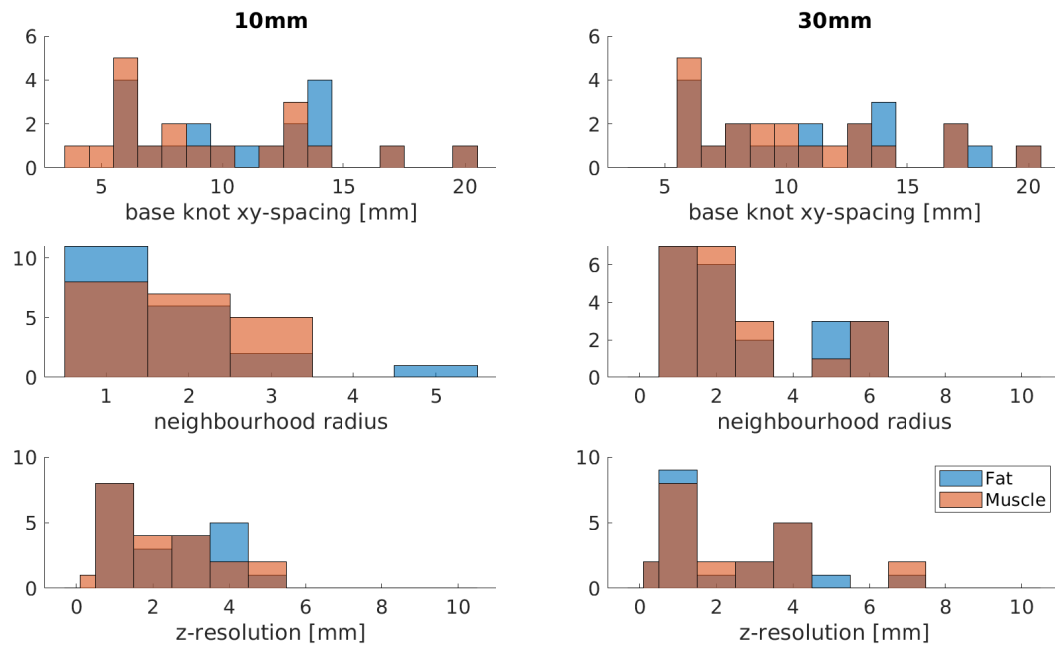 10mm
30mm
6
4
2
0
5 10 15 20
base knot xy-spacing [mm]
6
4
2
0
5 10 15 20
base knot xy-spacing [mm]
10
5
0
1 2 3 4 5
neighbourhood radius
6
4
2
0
0 2 4 6 8 10
neighbourhood radius
10
5
0
0 2 4 6 8 10
z-resolution [mm]
10
5
0
0 2 4 6 8 10
z-resolution [mm]
Fat
Muscle